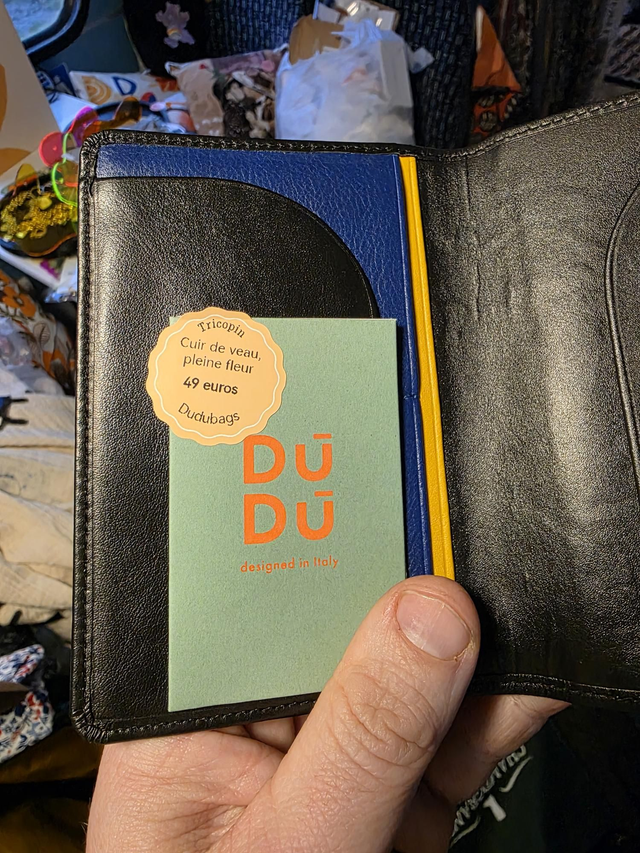 Tricopin
Cuir de veau,
pleine fleur
49 euros
Dudubags
DŪ
DŪ
designed in Italy